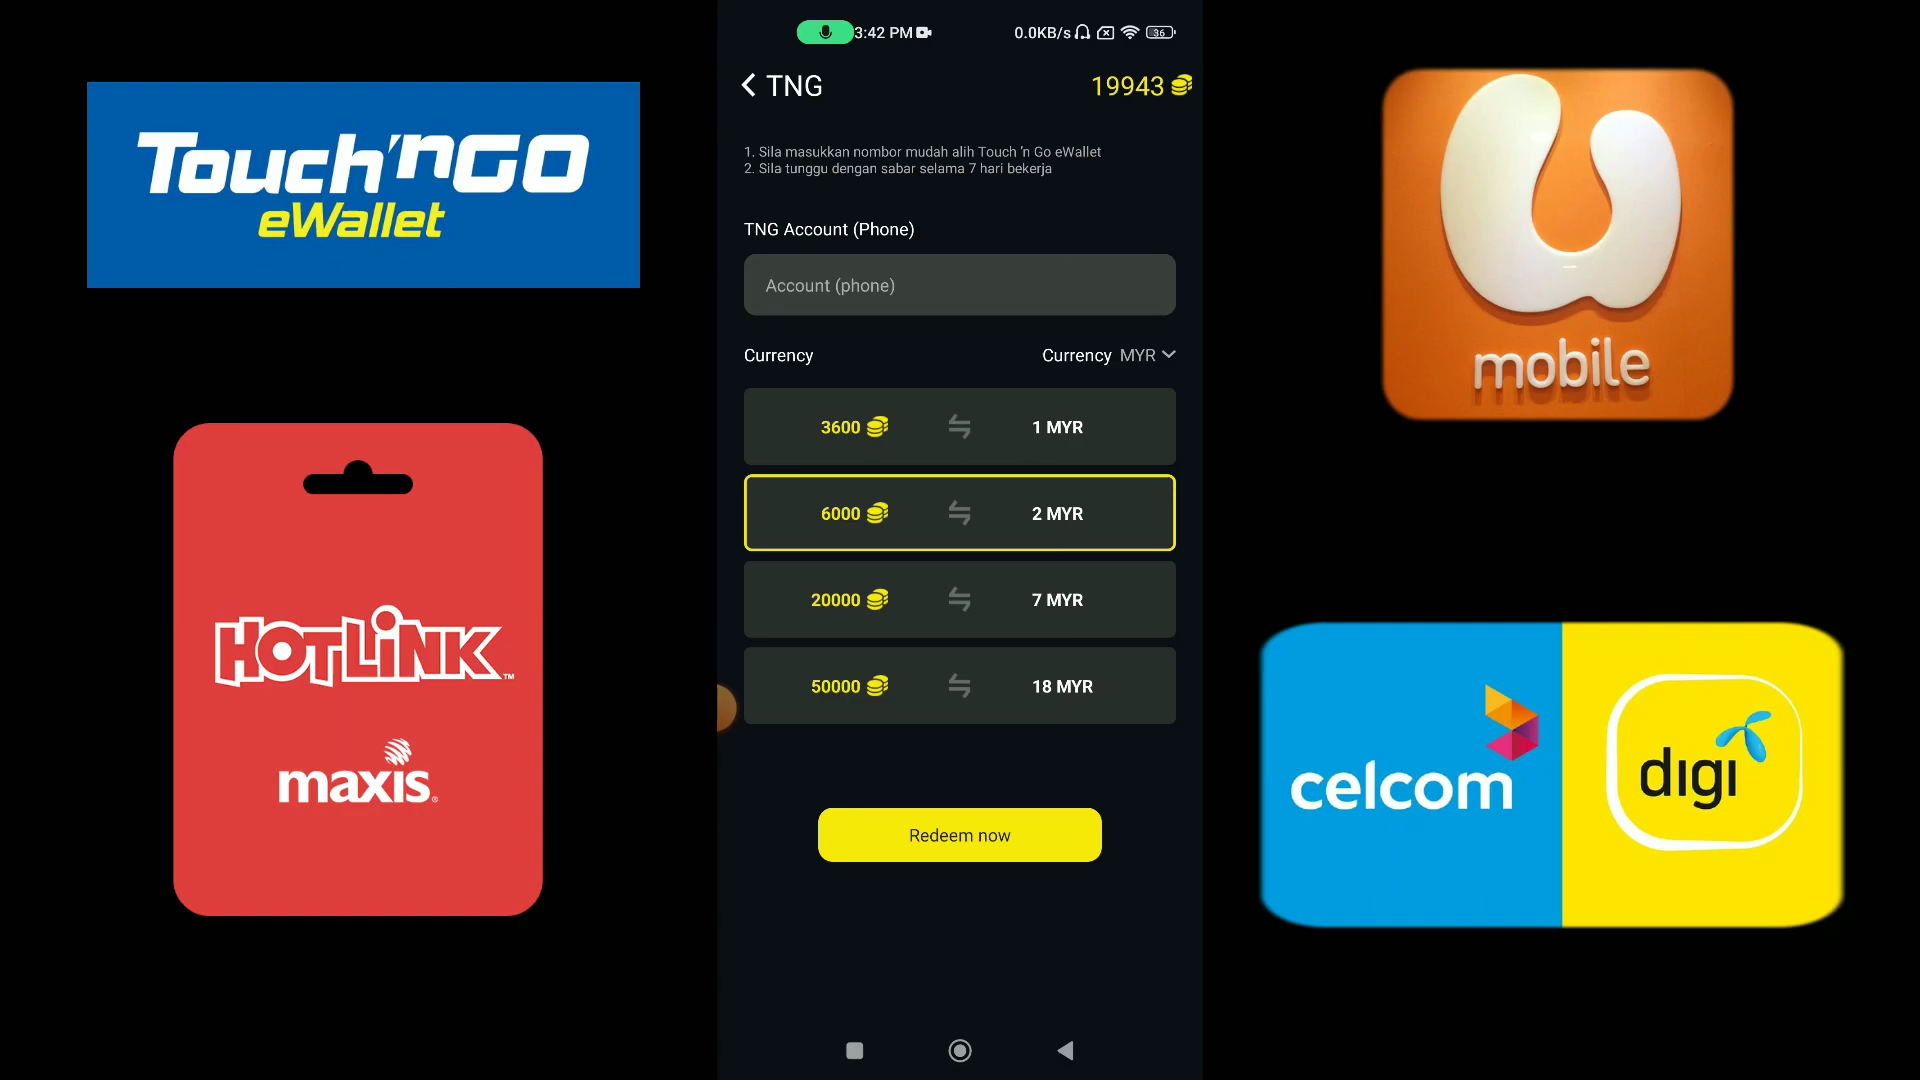 Touch 'nGO
eWallet
HOTLiNK™
maxis®
3:42 PM
0.0KB/s
36
TNG
19943
1. Sila masukkan nombor mudah alih Touch 'n Go eWallet
2. Sila tunggu dengan sabar selama 7 hari bekerja
TNG Account (Phone)
Account (phone)
Currency
Currency MYR
3600 1 MYR
6000 2 MYR
20000 7 MYR
50000 18 MYR
Redeem now
U
mobile
celcom
digi